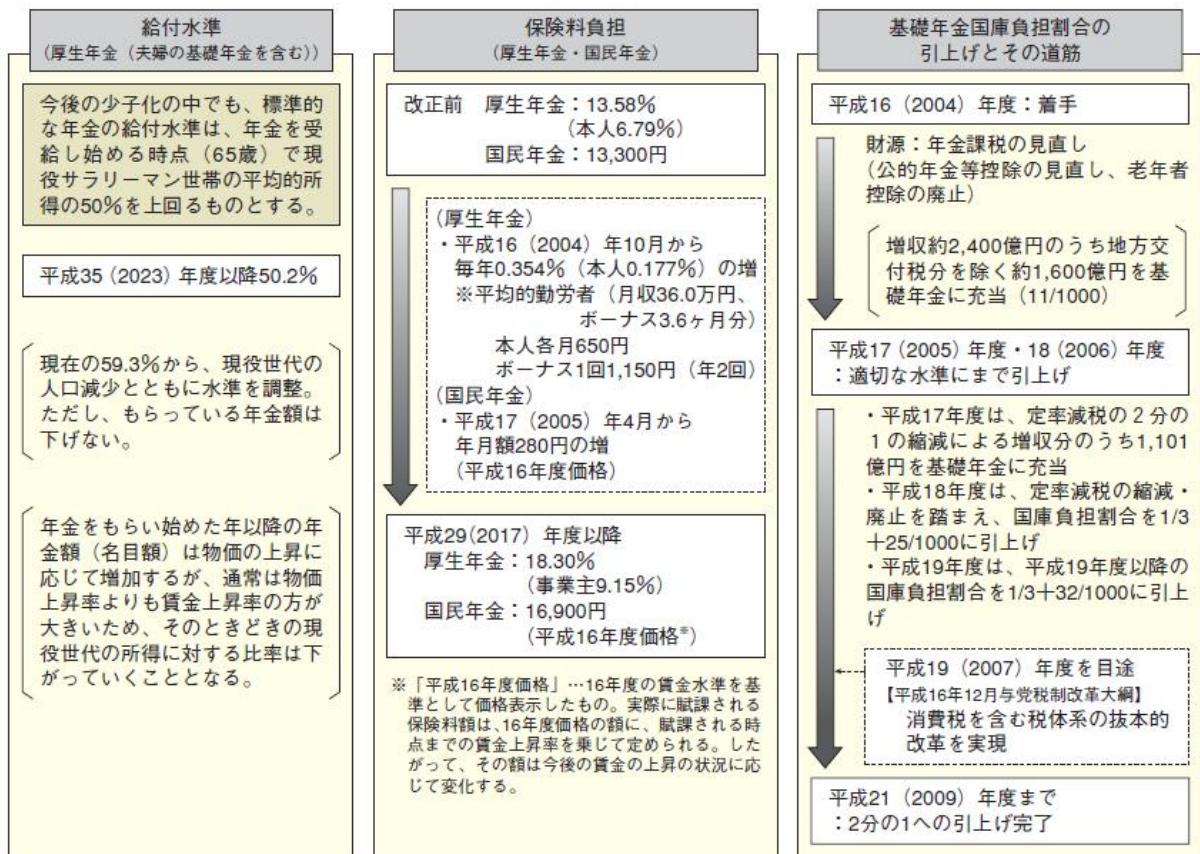 給付水準
（厚生年金（夫婦の基礎年金を含む））
今後の少子化の中でも、標準的
な年金の給付水準は、年金を受
給し始める時点（65歳）で現
役サラリーマン世帯の平均的所
得の50％を上回るものとする。
平成35（2023）年度以降50.2％
現在の59.3％から、現役世代の
人口減少とともに水準を調整。
ただし、もらっている年金額は
下げない。
年金をもらい始めた年以降の年
金額（名目額）は物価の上昇に
応じて増加するが、通常は物価
上昇率よりも賃金上昇率の方が
大きいため、そのときどきの現
役世代の所得に対する比率は下
がっていくこととなる。
保険料負担
（厚生年金・国民年金）
改正前　厚生年金：13.58％
（本人6.79％）
国民年金：13,300円
（厚生年金）
・平成16（2004）年10月から
毎年0.354％（本人0.177％）の増
※平均的勤労者（月収36.0万円、
ボーナス3.6ヶ月分）
本人各月650円
ボーナス1回1,150円（年2回）
（国民年金）
・平成17（2005）年4月から
年月額280円の増
（平成16年度価格）
平成29(2017）年度以降
厚生年金：18.30％
（事業主9.15％）
国民年金：16,900円
（平成16年度価格※）
※「平成16年度価格」…16年度の賃金水準を基
準として価格表示したもの。実際に賦課される
保険料額は、16年度価格の額に、賦課される時
点までの賃金上昇率を乗じて定められる。した
がって、その額は今後の賃金の上昇の状況に応
じて変化する。
基礎年金国庫負担割合の
引上げとその道筋
平成16（2004）年度：着手
財源：年金課税の見直し
（公的年金等控除の見直し、老年者
控除の廃止）
増収約2,400億円のうち地方交
付税分を除く約1,600億円を基
礎年金に充当（11/1000）
平成17（2005）年度・18（2006）年度
：適切な水準にまで引上げ
・平成17年度は、定率減税の２分の
１の縮減による増収分のうち1,101
億円を基礎年金に充当
・平成18年度は、定率減税の縮減・
廃止を踏まえ、国庫負担割合を1/3
＋25/1000に引上げ
・平成19年度は、平成19年度以降の
国庫負担割合を1/3＋32/1000に引上
げ
平成19（2007）年度を目途
【平成16年12月与党税制改革大綱】
消費税を含む税体系の抜本的
改革を実現
平成21（2009）年度まで
：2分の1への引上げ完了